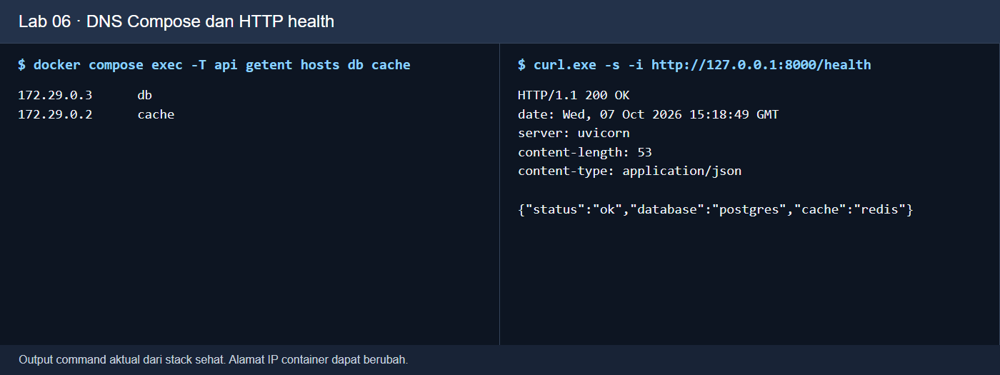 Lab 06 · DNS Compose dan HTTP health
$ docker compose exec -T api getent hosts db cache
172.29.0.3      db
172.29.0.2      cache
$ curl.exe -s -i http://127.0.0.1:8000/health
HTTP/1.1 200 OK
date: Wed, 07 Oct 2026 15:18:49 GMT
server: uvicorn
content-length: 53
content-type: application/json
{"status":"ok","database":"postgres","cache":"redis"}
Output command aktual dari stack sehat. Alamat IP container dapat berubah.